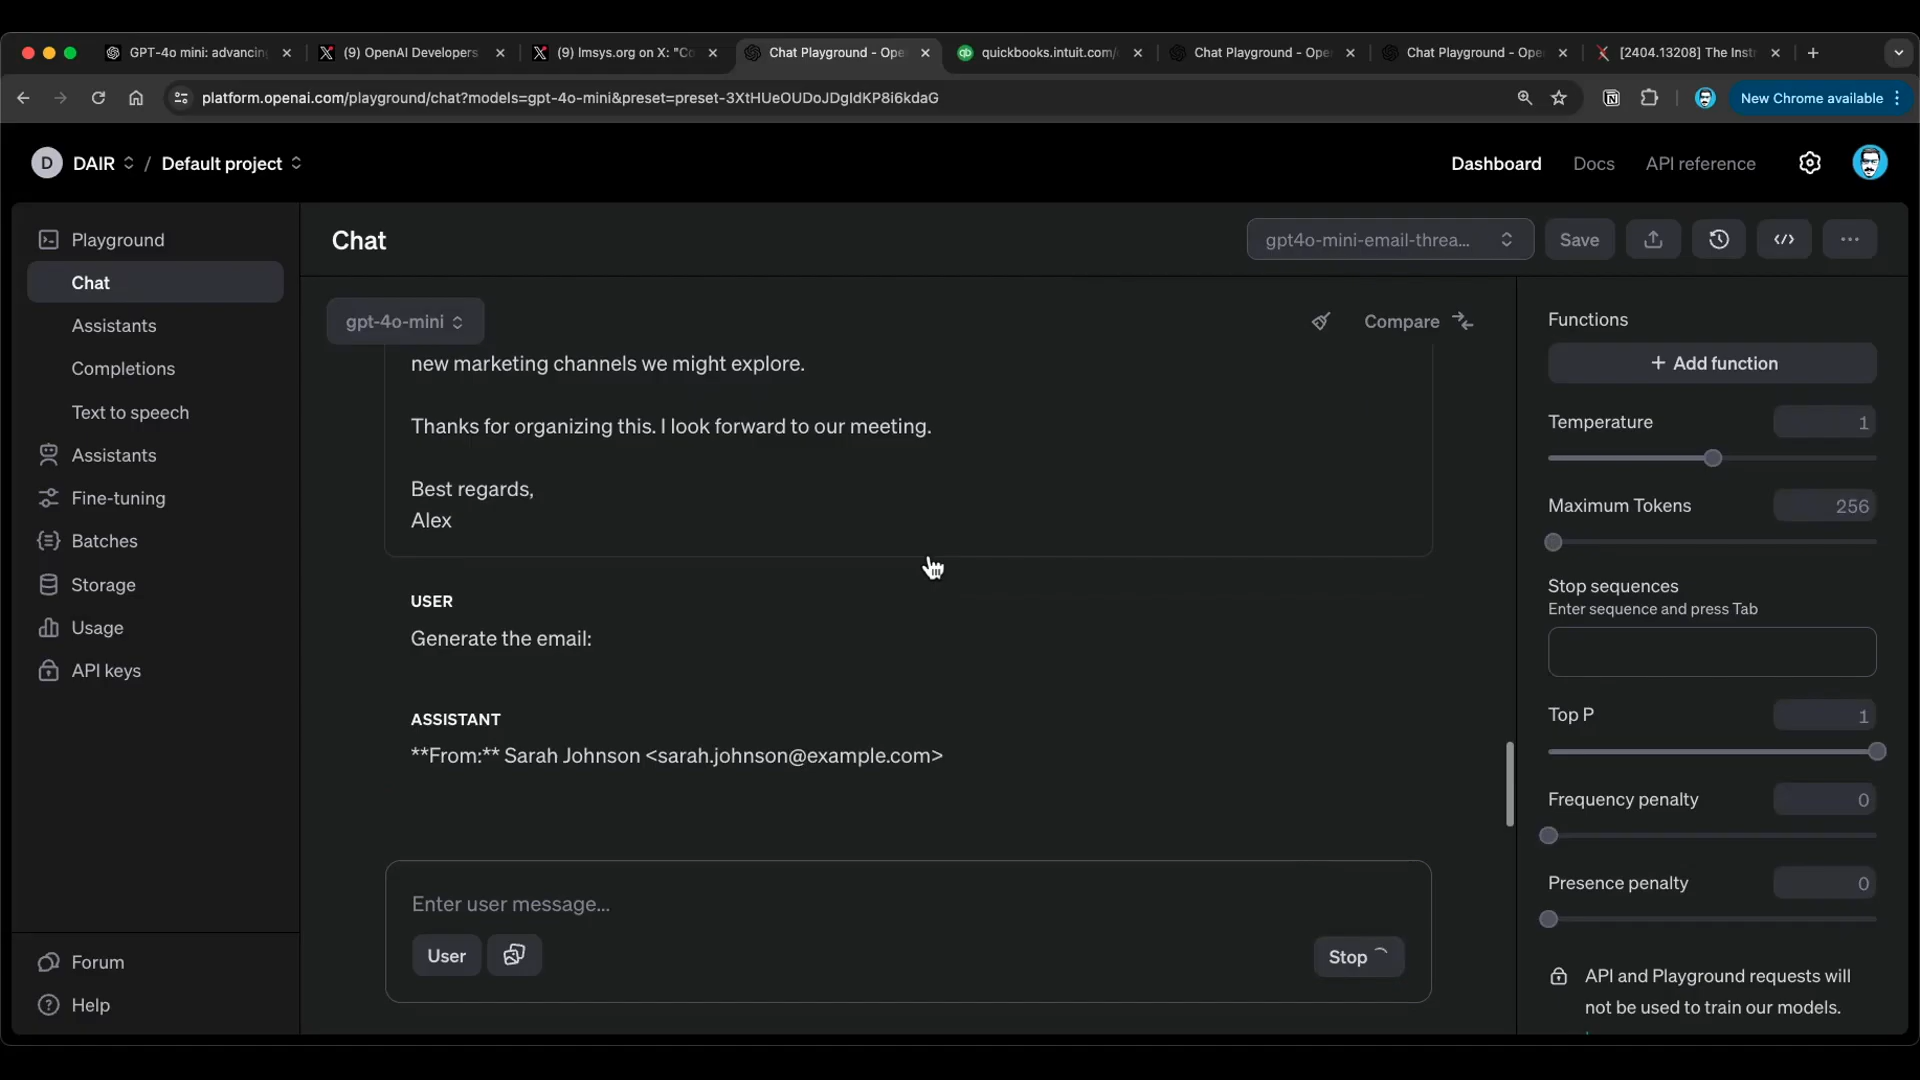 GPT-4o mini: advancing
(9) OpenAI Developers
(9) lmsys.org on X: "Co
Chat Playground - Ope
quickbooks.intuit.com/
Chat Playground - Ope
Chat Playground - Ope
[2404.13208] The Instr
platform.openai.com/playground/chat?models=gpt-4o-mini&preset=preset-3XtHUeOUDoJDgIdKP8i6kdaG
New Chrome available
D DAIR / Default project
Dashboard
Docs
API reference
Playground
Chat
Assistants
Completions
Text to speech
Assistants
Fine-tuning
Batches
Storage
Usage
API keys
Forum
Help
Chat
gpt4o-mini-email-threa...
Save
gpt-4o-mini
Compare
new marketing channels we might explore.
Thanks for organizing this. I look forward to our meeting.
Best regards,
Alex
USER
Generate the email:
ASSISTANT
**From:** Sarah Johnson <sarah.johnson@example.com>
Enter user message...
User
Stop
Functions
+ Add function
Temperature 1
Maximum Tokens 256
Stop sequences
Enter sequence and press Tab
Top P 1
Frequency penalty 0
Presence penalty 0
API and Playground requests will
not be used to train our models.